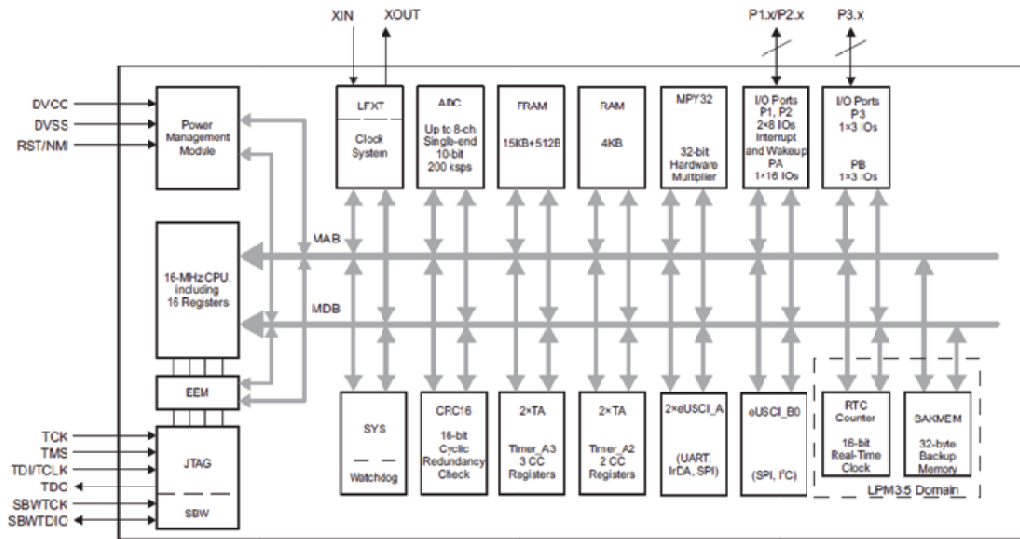 XIN
XOUT
P1.x/P2.x
P3.x
DVCC
DVSS
RST/NMI
Power
Management
Module
LFXT
Clock
System
ADC
Up to 8-ch
Single-end
10-bit
200 ksps
FRAM
15KB+512B
RAM
4KB
MPY32
32-bit
Hardware
Multiplier
I/O Ports
P1, P2
2×8 IOs
Interrupt
and Wakeup
PA
1×16 IOs
I/O Ports
P3
1×3 IOs
PB
1×3 IOs
MAB
16-MHz CPU
including
16 Registers
MDB
EEM
TCK
TMS
TDI/TCLK
TDO
SBWTCK
SBWTDIO
JTAG
SBW
SYS
Watchdog
CRC16
16-bit
Cyclic
Redundancy
Check
2×TA
Timer_A3
3 CC
Registers
2×TA
Timer_A2
2 CC
Registers
2×eUSCI_A
(UART,
IrDA, SPI)
eUSCI_B0
(SPI, I²C)
RTC
Counter
16-bit
Real-Time
Clock
BAKMEM
32-byte
Backup
Memory
LPM3.5 Domain